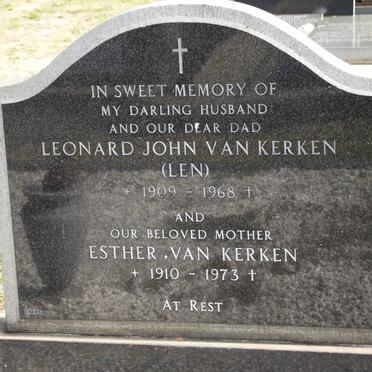 IN SWEET MEMORY OF
MY DARLING HUSBAND
AND OUR DEAR DAD
LEONARD JOHN VAN KERKEN
(LEN)
+ 1909 - 1968 †
AND
OUR BELOVED MOTHER
ESTHER VAN KERKEN
+ 1910 - 1973 †
AT REST